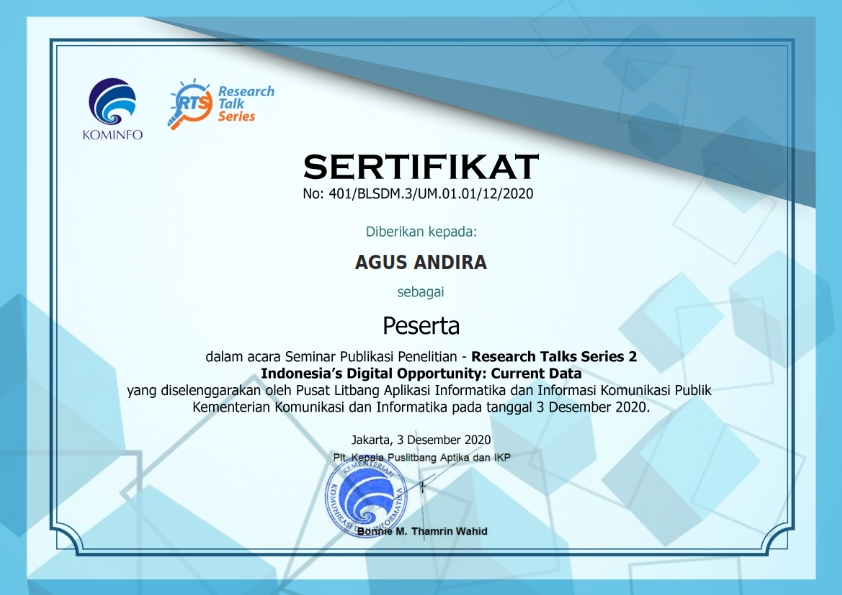 KOMINFO
RTS
Research
Talk
Series
SERTIFIKAT
No: 401/BLSDM.3/UM.01.01/12/2020
Diberikan kepada:
AGUS ANDIRA
sebagai
Peserta
dalam acara Seminar Publikasi Penelitian - Research Talks Series 2
Indonesia's Digital Opportunity: Current Data
yang diselenggarakan oleh Pusat Litbang Aplikasi Informatika dan Informasi Komunikasi Publik
Kementerian Komunikasi dan Informatika pada tanggal 3 Desember 2020.
Jakarta, 3 Desember 2020
Plt. Kepala Puslitbang Aptika dan IKP
KEMENTERIAN
KOMUNIKASI DAN INFORMATIKA
Bonnie M. Thamrin Wahid